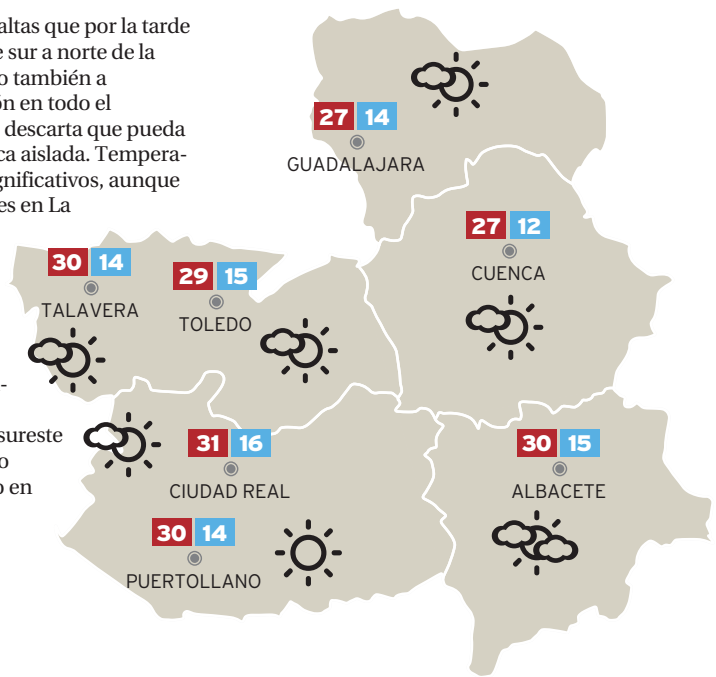 altas que por la tarde
e sur a norte de la
o también a
ón en todo el
descarta que pueda
ca aislada. Tempera-
gnificativos, aunque
es en La
-
sureste
o
o en
27 14
GUADALAJARA
27 12
CUENCA
30 14
TALAVERA
29 15
TOLEDO
31 16
CIUDAD REAL
30 15
ALBACETE
30 14
PUERTOLLANO